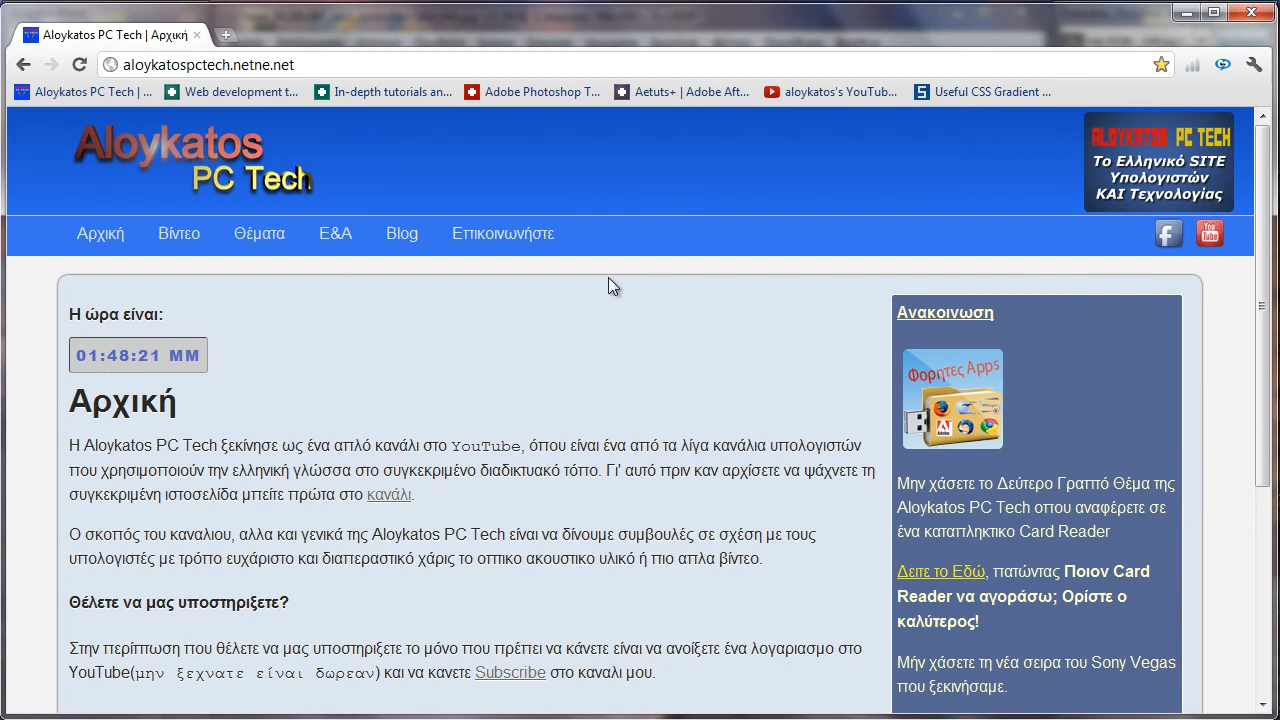 Aloykatos PC Tech | Αρχική
aloykatospctech.netne.net
Aloykatos PC Tech | ...
Web development t...
In-depth tutorials an...
Adobe Photoshop T...
Aetuts+ | Adobe Aft...
aloykatos's YouTub...
Useful CSS Gradient ...
Aloykatos
PC Tech
ALOYKATOS PC TECH
Το Ελληνικό SITE
Υπολογιστών
ΚΑΙ Τεχνολογίας
Αρχική Βίντεο Θέματα Ε&Α Blog Επικοινωνήστε
You
Tube
Η ώρα είναι:
01:48:21 ΜΜ
Αρχική
Η Aloykatos PC Tech ξεκίνησε ως ένα απλό κανάλι στο YouTube, όπου είναι ένα από τα λίγα κανάλια υπολογιστών
που χρησιμοποιούν την ελληνική γλώσσα στο συγκεκριμένο διαδικτυακό τόπο. Γι' αυτό πριν καν αρχίσετε να ψάχνετε τη
συγκεκριμένη ιστοσελίδα μπείτε πρώτα στο κανάλι.
Ο σκοπός του καναλιου, αλλα και γενικά της Aloykatos PC Tech είναι να δίνουμε συμβουλές σε σχέση με τους
υπολογιστές με τρόπο ευχάριστο και διαπεραστικό χάρις το οπτικο ακουστικο υλικό ή πιο απλα βίντεο.
Θέλετε να μας υποστηριξετε?
Στην περίπτωση που θέλετε να μας υποστηριξετε το μόνο που πρέπει να κάνετε είναι να ανοίξετε ένα λογαριασμο στο
YouTube(μην ξεχνατε είναι δωρεαν) και να κανετε Subscribe στο καναλι μου.
Ανακοινωση
Φορητες Apps
Μην χάσετε το Δεύτερο Γραπτό Θέμα της
Aloykatos PC Tech οπου αναφέρετε σε
ένα καταπληκτικο Card Reader
Δειτε το Εδώ, πατώντας Ποιον Card
Reader να αγοράσω; Ορίστε ο
καλύτερος!
Μήν χάσετε τη νέα σειρα του Sony Vegas
που ξεκινήσαμε.